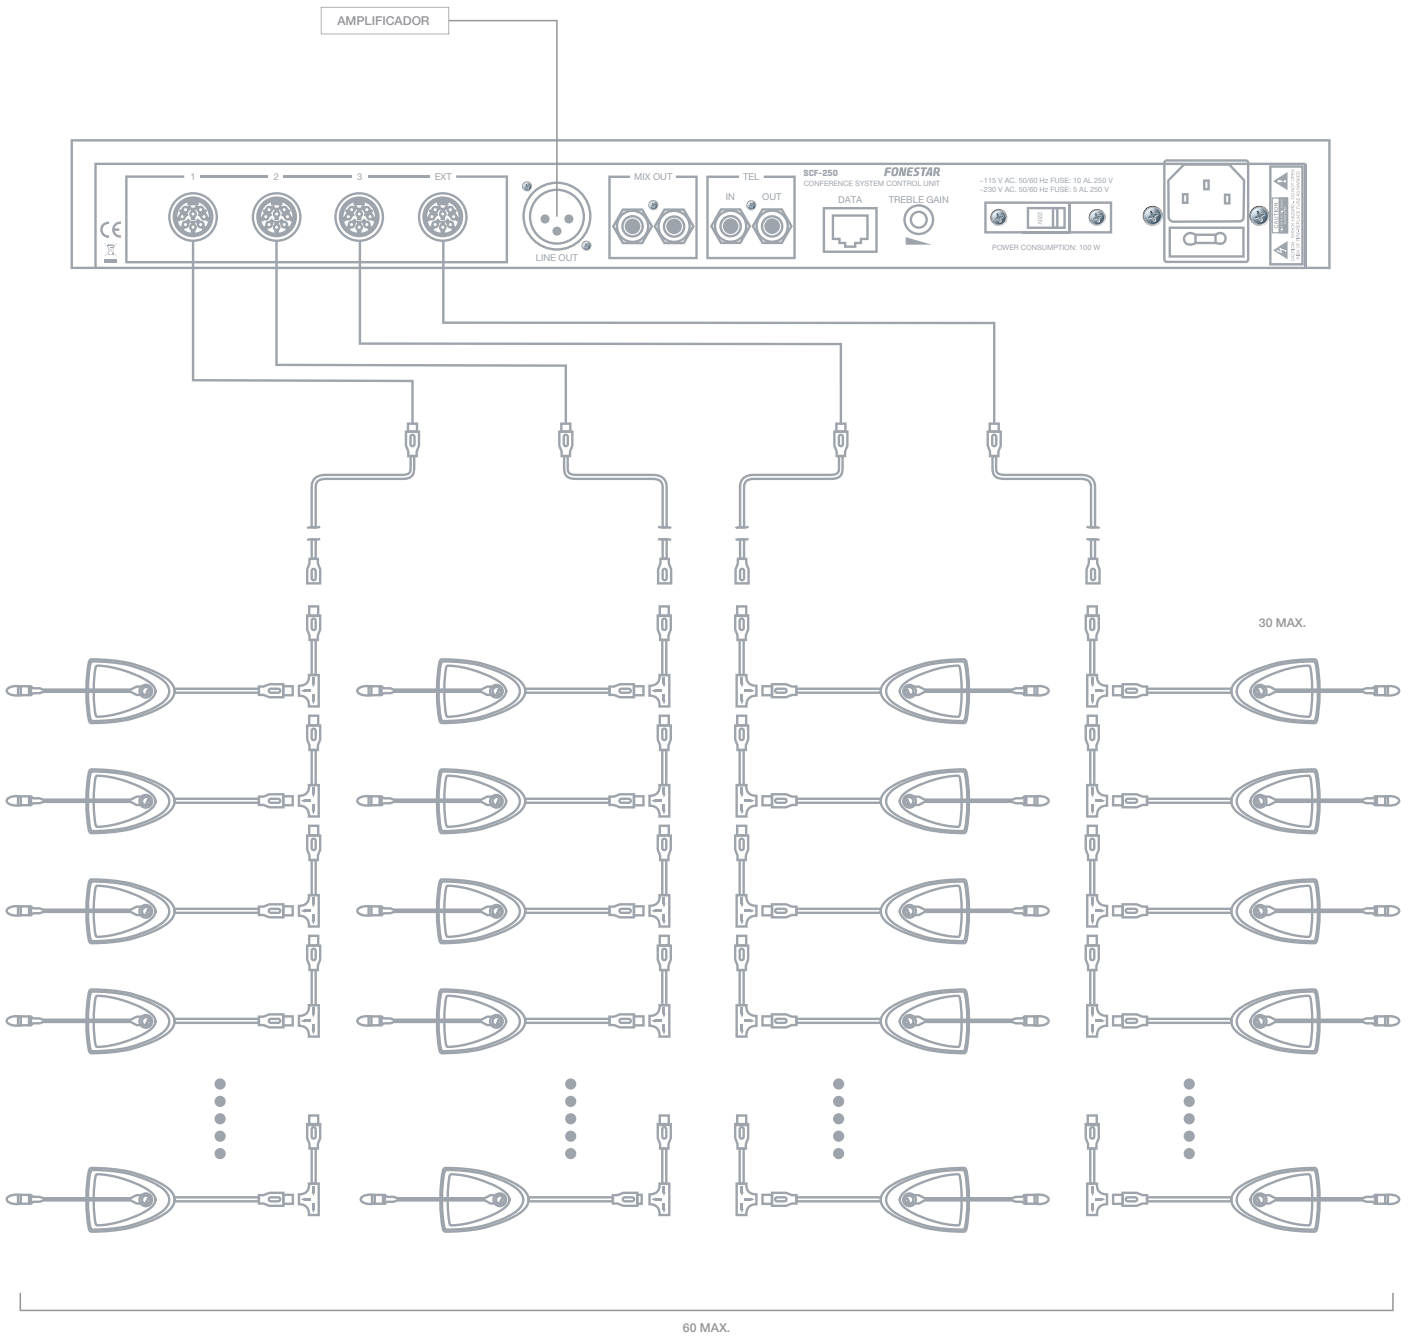 AMPLIFICADOR
1
2
3
EXT
LINE OUT
MIX OUT
TEL
IN
OUT
SCF-250
CONFERENCE SYSTEM CONTROL UNIT
FONESTAR
DATA
TREBLE GAIN
~115 V AC. 50/60 Hz FUSE: 10 AL 250 V
~230 V AC. 50/60 Hz FUSE: 5 AL 250 V
POWER CONSUMPTION: 100 W
CE
30 MAX.
60 MAX.